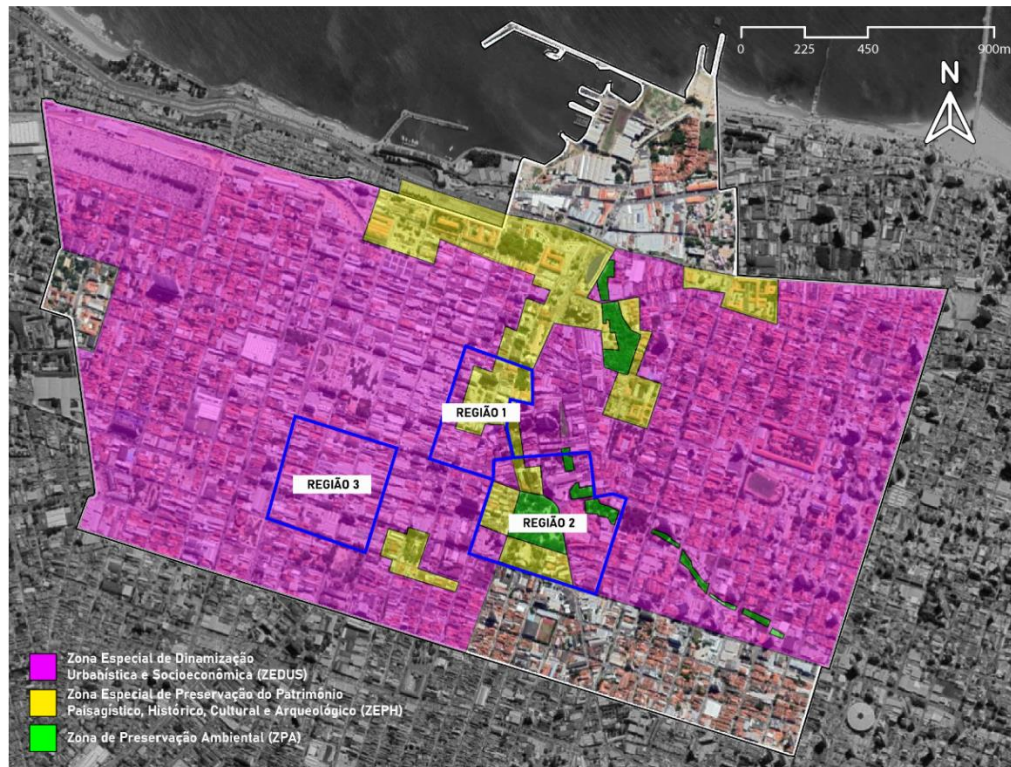 0 225 450 900m
N
REGIÃO 1
REGIÃO 3
REGIÃO 2
Zona Especial de Dinamização
Urbanística e Socioeconômica (ZEDUS)
Zona Especial de Preservação do Patrimônio
Paisagístico, Histórico, Cultural e Arqueológico (ZEPH)
Zona de Preservação Ambiental (ZPA)